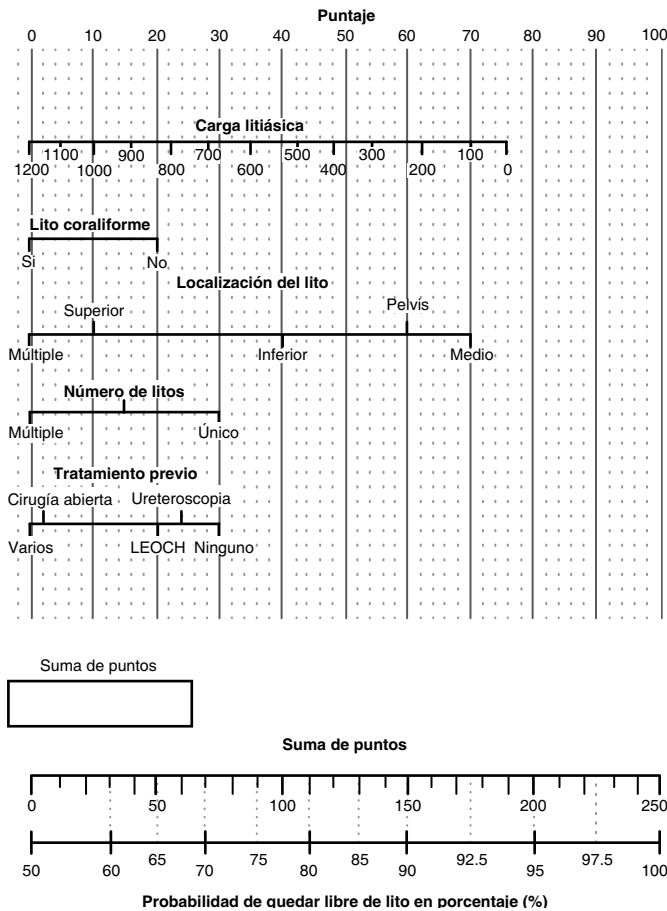 Puntaje
0 10 20 30 40 50 60 70 80 90 100
Carga litiásica
1100 900 700 500 300 100
1200 1000 800 600 400 200 0
Lito coraliforme
Si No
Localización del lito
Superior Pelvis
Múltiple Inferior Medio
Número de litos
Múltiple Único
Tratamiento previo
Cirugía abierta Ureteroscopia
Varios LEOCH Ninguno
Suma de puntos
Suma de puntos
0 50 100 150 200 250
50 60 65 70 75 80 85 90 92.5 95 97.5 100
Probabilidad de quedar libre de lito en porcentaje (%)